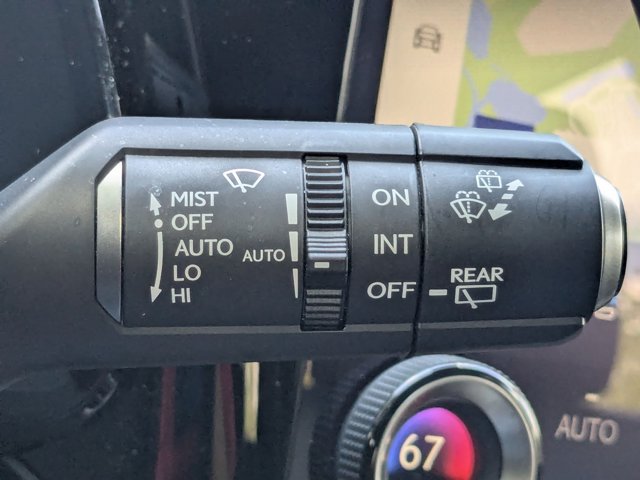 MIST
OFF
AUTO
LO
HI
AUTO
ON
INT
OFF
REAR
67
AUTO